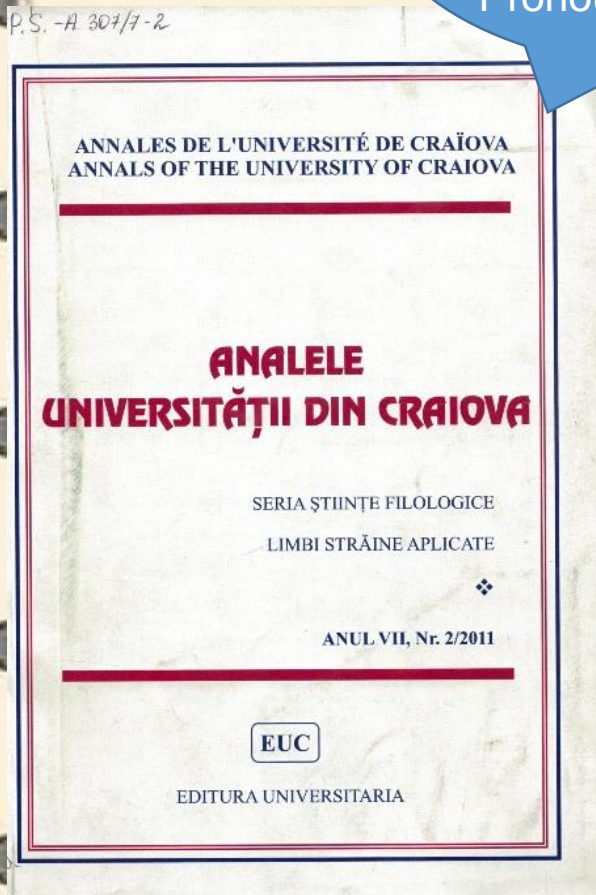 P.S. -A 307/7-2
ANNALES DE L'UNIVERSITÉ DE CRAÏOVA
ANNALS OF THE UNIVERSITY OF CRAIOVA
ANALELE
UNIVERSITĂȚII DIN CRAIOVA
SERIA ȘTIINȚE FILOLOGICE
LIMBI STRĂINE APLICATE
ANUL VII, Nr. 2/2011
EUC
EDITURA UNIVERSITARIA